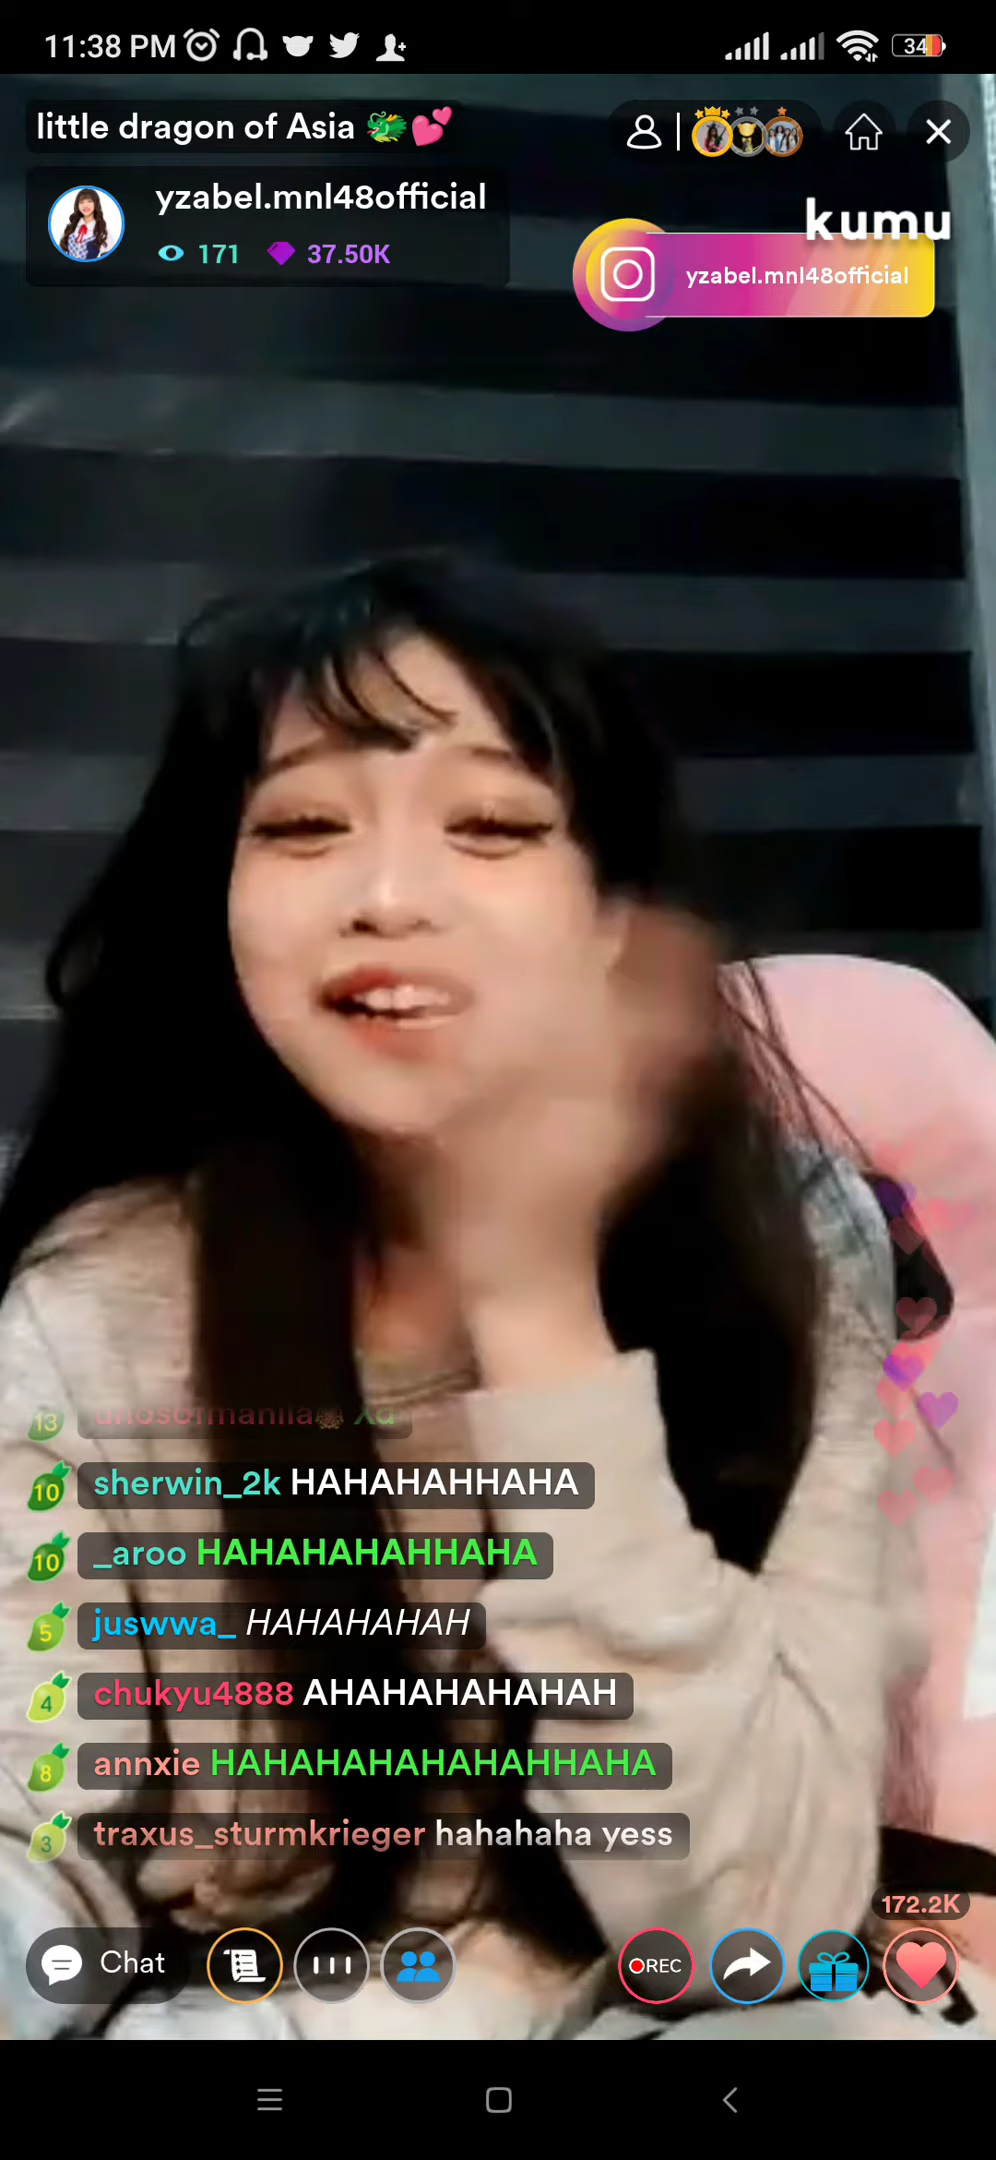 11:38 PM
34
little dragon of Asia 🐲💕
yzabel.mnl48official
171 37.50K
kumu
yzabel.mnl48official
13 Xd
10 sherwin_2k HAHAHAHHAHA
10 _aroo HAHAHAHAHHAHA
5 juswwa_ HAHAHAHAH
4 chukyu4888 AHAHAHAHAHAH
8 annxie HAHAHAHAHAHAHHAHA
3 traxus_sturmkrieger hahahaha yess
172.2K
Chat
REC